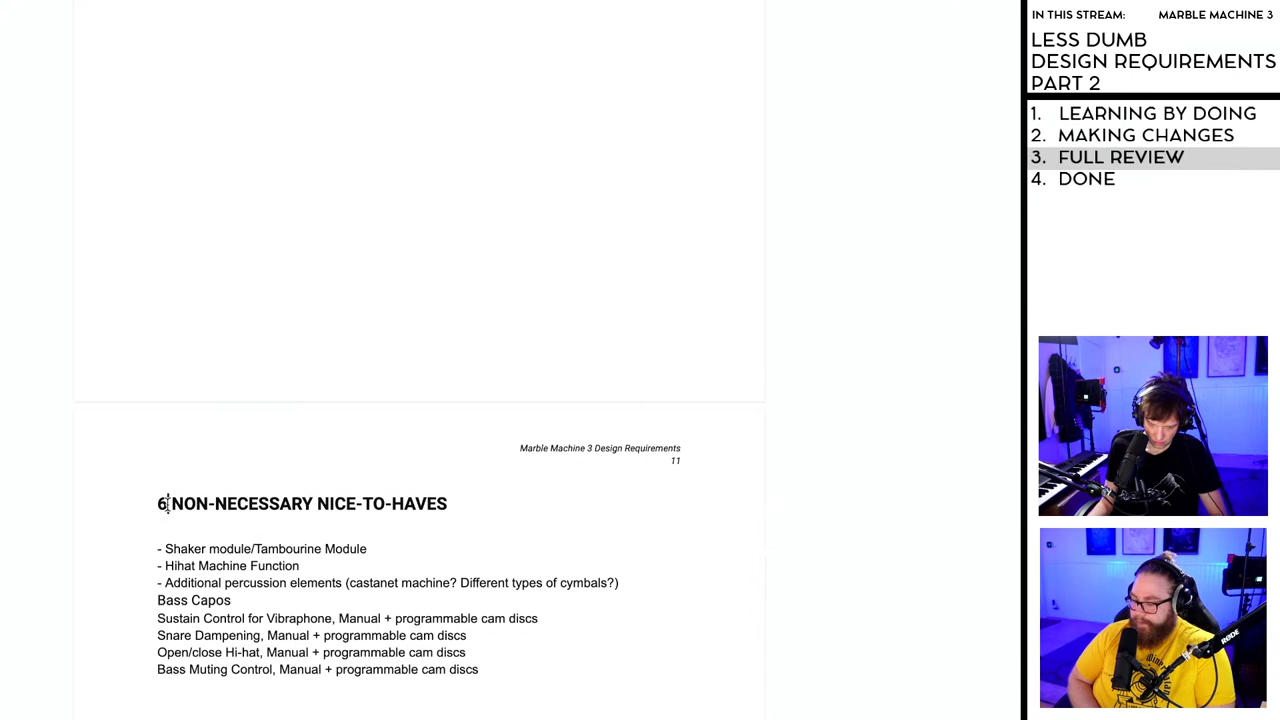 IN THIS STREAM: MARBLE MACHINE 3
LESS DUMB
DESIGN REQUIREMENTS
PART 2
1. LEARNING BY DOING
2. MAKING CHANGES
3. FULL REVIEW
4. DONE
Marble Machine 3 Design Requirements
11
6 NON-NECESSARY NICE-TO-HAVES
- Shaker module/Tambourine Module
- Hihat Machine Function
- Additional percussion elements (castanet machine? Different types of cymbals?)
Bass Capos
Sustain Control for Vibraphone, Manual + programmable cam discs
Snare Dampening, Manual + programmable cam discs
Open/close Hi-hat, Manual + programmable cam discs
Bass Muting Control, Manual + programmable cam discs
RODE